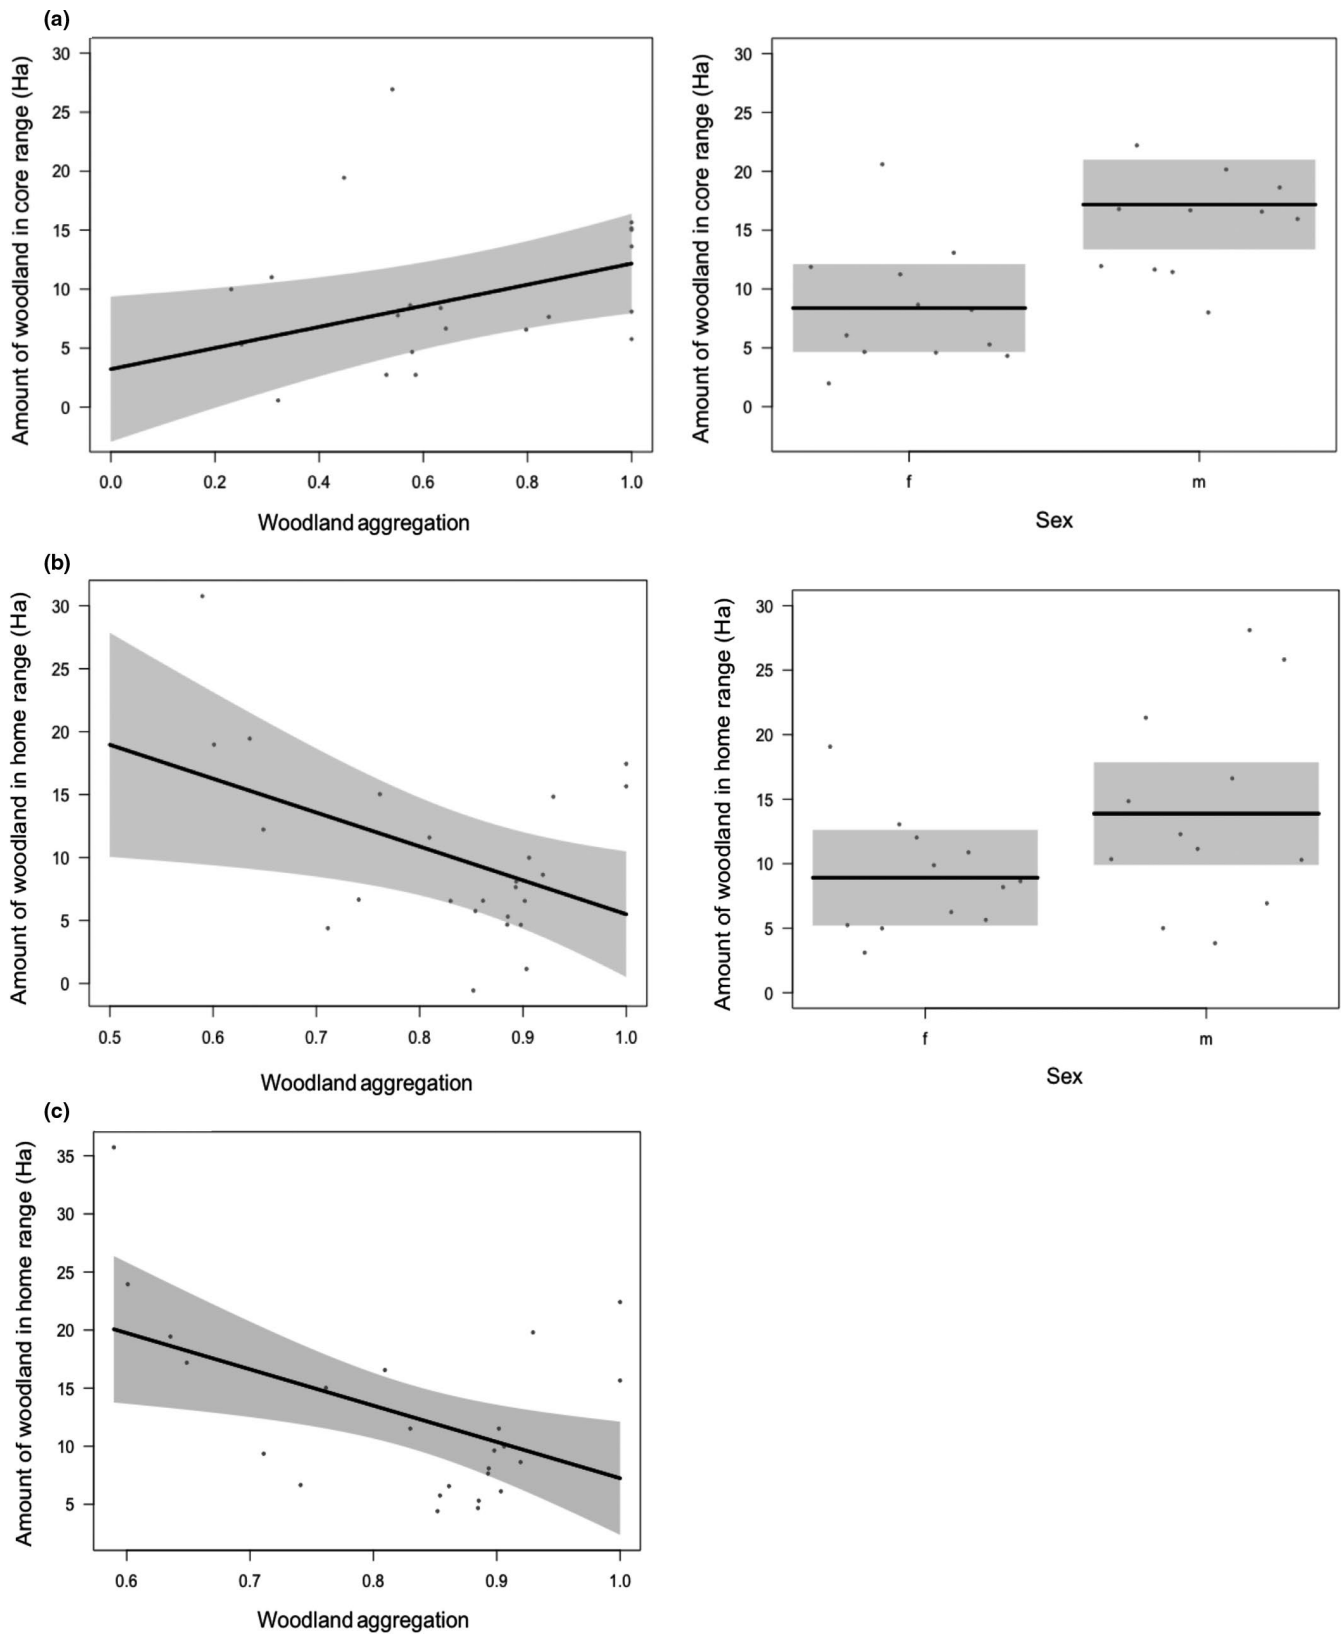 (a)
Amount of woodland in core range (Ha)
30
25
20
15
10
5
0
0.0 0.2 0.4 0.6 0.8 1.0
Woodland aggregation
Amount of woodland in core range (Ha)
30
25
20
15
10
5
0
f m
Sex
(b)
Amount of woodland in home range (Ha)
30
25
20
15
10
5
0
0.5 0.6 0.7 0.8 0.9 1.0
Woodland aggregation
Amount of woodland in home range (Ha)
30
25
20
15
10
5
0
f m
Sex
(c)
Amount of woodland in home range (Ha)
35
30
25
20
15
10
5
0.6 0.7 0.8 0.9 1.0
Woodland aggregation